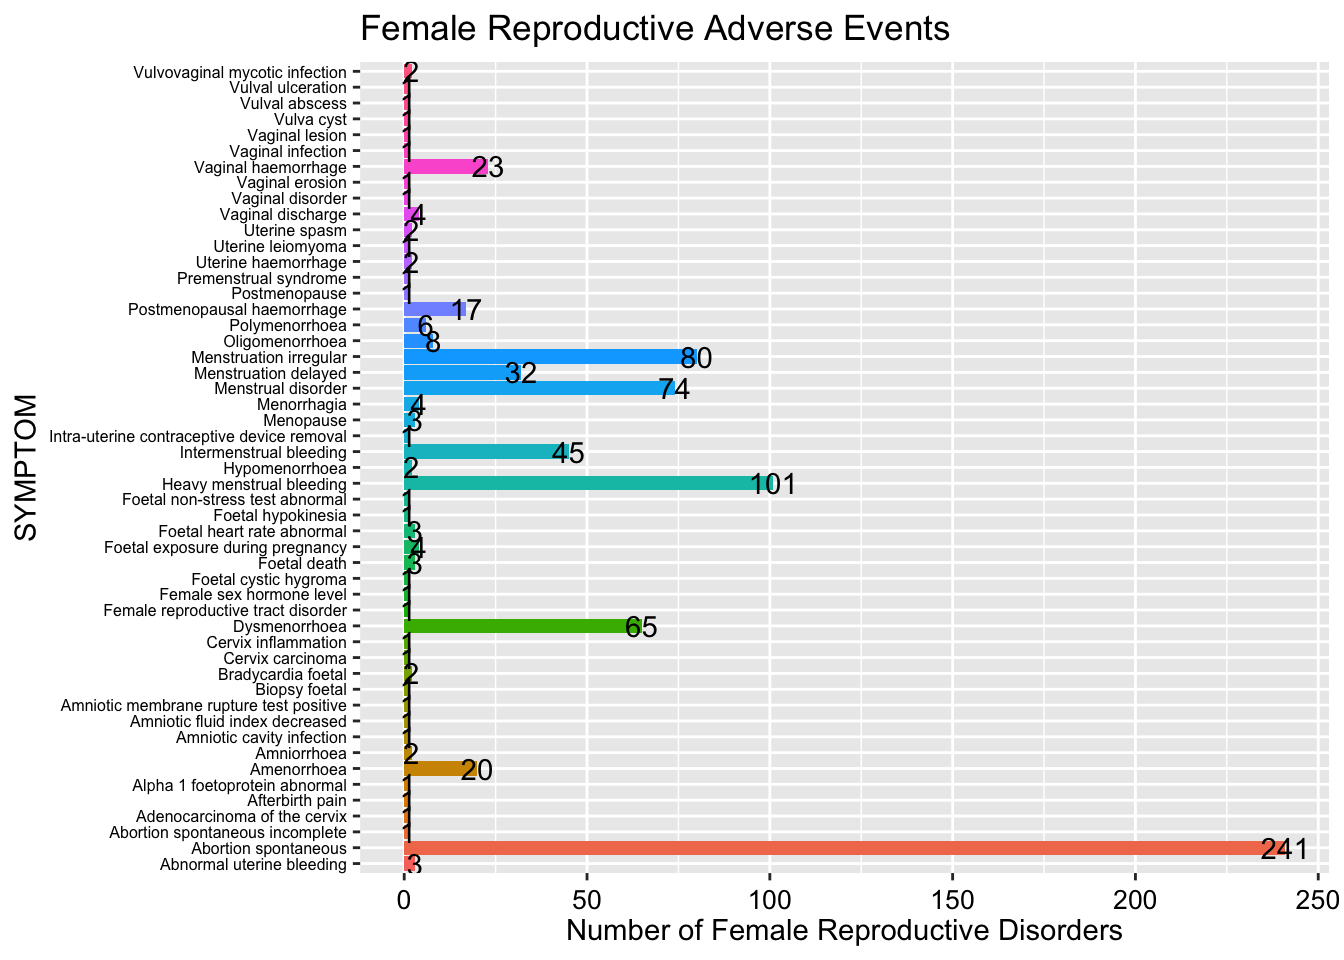 Female Reproductive Adverse Events
SYMPTOM
Vulvovaginal mycotic infection 2
Vulval ulceration 1
Vulval abscess 1
Vulva cyst 1
Vaginal lesion 1
Vaginal infection 1
Vaginal haemorrhage 23
Vaginal erosion 1
Vaginal disorder 1
Vaginal discharge 4
Uterine spasm 2
Uterine leiomyoma 1
Uterine haemorrhage 2
Premenstrual syndrome 1
Postmenopause 1
Postmenopausal haemorrhage 17
Polymenorrhoea 6
Oligomenorrhoea 8
Menstruation irregular 80
Menstruation delayed 32
Menstrual disorder 74
Menorrhagia 4
Menopause 3
Intra-uterine contraceptive device removal 1
Intermenstrual bleeding 45
Hypomenorrhoea 2
Heavy menstrual bleeding 101
Foetal non-stress test abnormal 1
Foetal hypokinesia 1
Foetal heart rate abnormal 3
Foetal exposure during pregnancy 4
Foetal death 3
Foetal cystic hygroma 1
Female sex hormone level 1
Female reproductive tract disorder 1
Dysmenorrhoea 65
Cervix inflammation 1
Cervix carcinoma 1
Bradycardia foetal 2
Biopsy foetal 1
Amniotic membrane rupture test positive 1
Amniotic fluid index decreased 1
Amniotic cavity infection 1
Amniorrhoea 2
Amenorrhoea 20
Alpha 1 foetoprotein abnormal 1
Afterbirth pain 1
Adenocarcinoma of the cervix 1
Abortion spontaneous incomplete 1
Abortion spontaneous 241
Abnormal uterine bleeding 3
0 50 100 150 200 250
Number of Female Reproductive Disorders